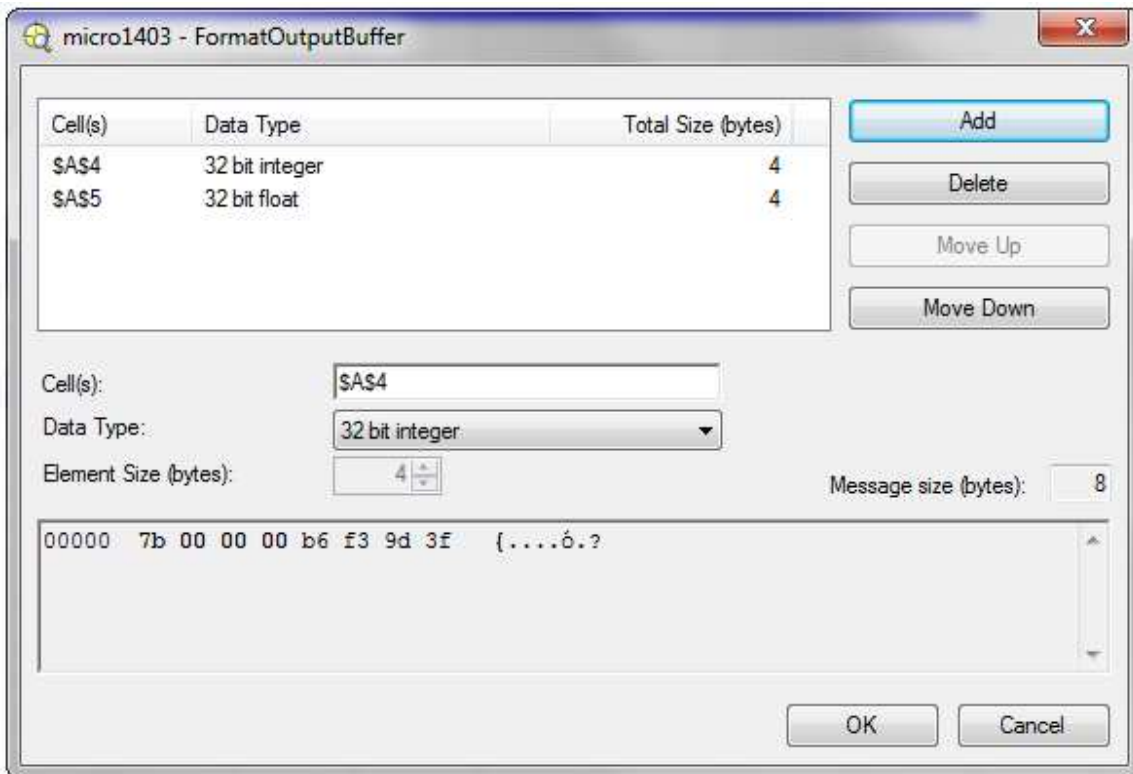 micro1403 - FormatOutputBuffer
Cell(s) Data Type Total Size (bytes)
$A$4 32 bit integer 4
$A$5 32 bit float 4
Add
Delete
Move Up
Move Down
Cell(s): $A$4
Data Type: 32 bit integer
Element Size (bytes): 4
Message size (bytes): 8
00000 7b 00 00 00 b6 f3 9d 3f {....ó.?
OK Cancel